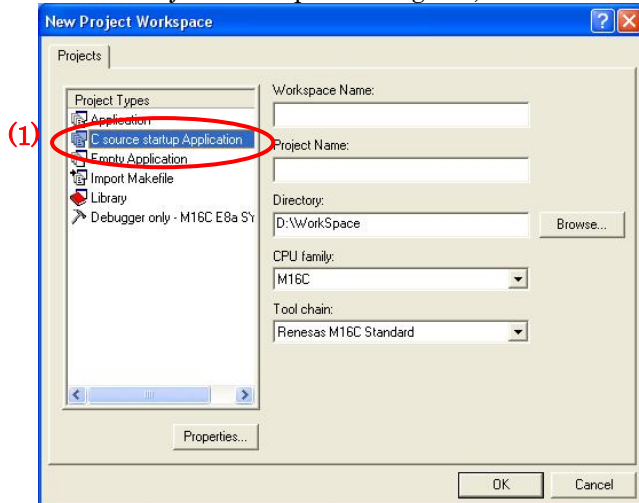 New Project Workspace
Projects
Project Types
Application
C source startup Application
Empty Application
Import Makefile
Library
Debugger only - M16C E8a SY
Properties...
Workspace Name:
Project Name:
Directory:
D:\WorkSpace
Browse...
CPU family:
M16C
Tool chain:
Renesas M16C Standard
OK
Cancel
(1)